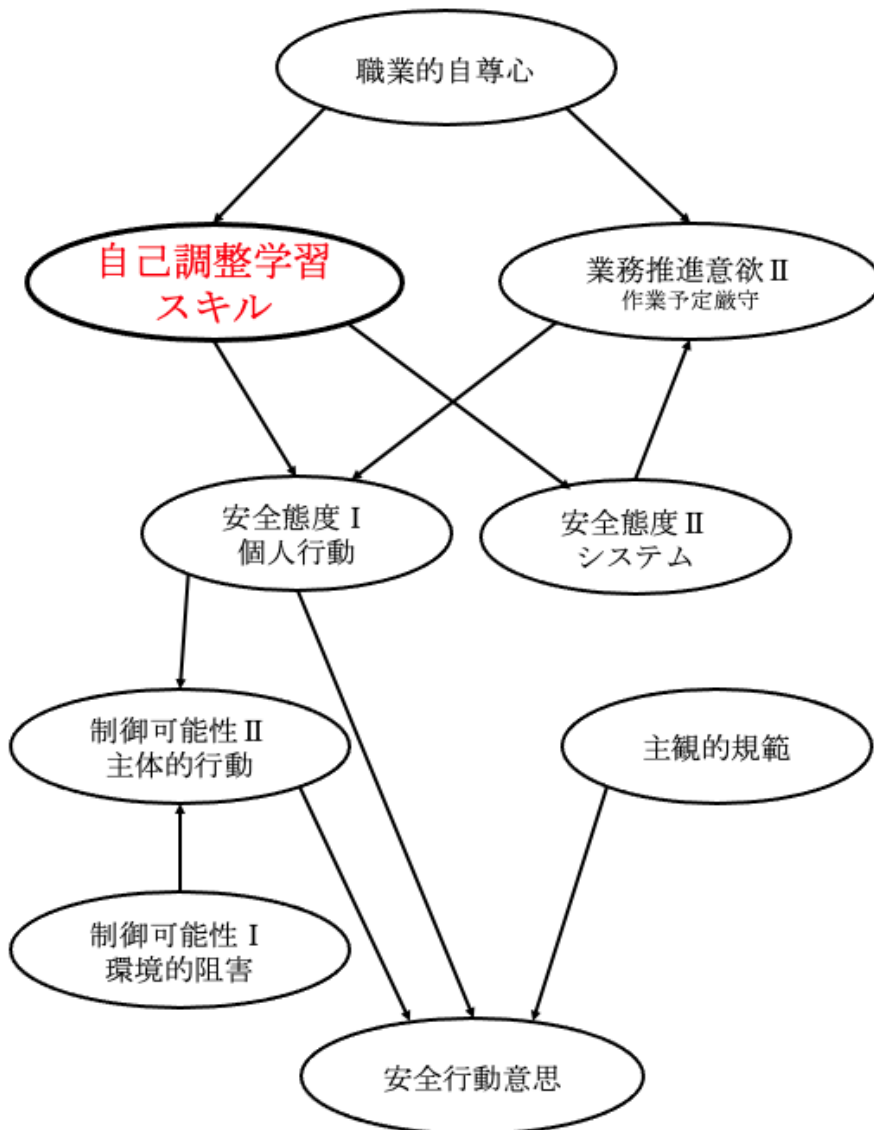 職業的自尊心
自己調整学習
スキル
業務推進意欲Ⅱ
作業予定厳守
安全態度Ⅰ
個人行動
安全態度Ⅱ
システム
制御可能性Ⅱ
主体的行動
主観的規範
制御可能性Ⅰ
環境的阻害
安全行動意思